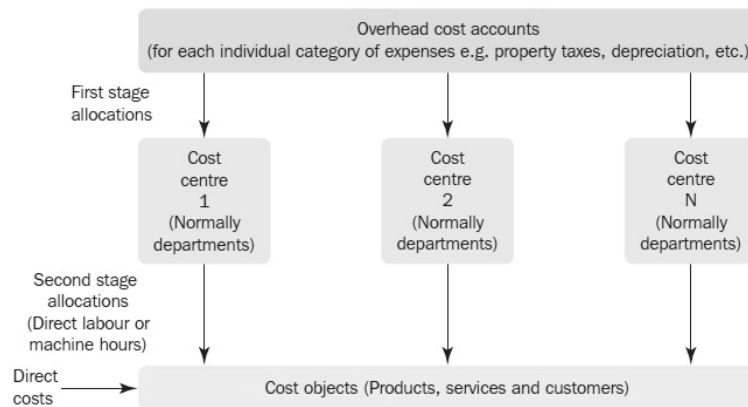 Overhead cost accounts
(for each individual category of expenses e.g. property taxes, depreciation, etc.)
First stage
allocations
Cost
centre
1
(Normally
departments)
Cost
centre
2
(Normally
departments)
Cost
centre
N
(Normally
departments)
Second stage
allocations
(Direct labour or
machine hours)
Direct
costs
Cost objects (Products, services and customers)